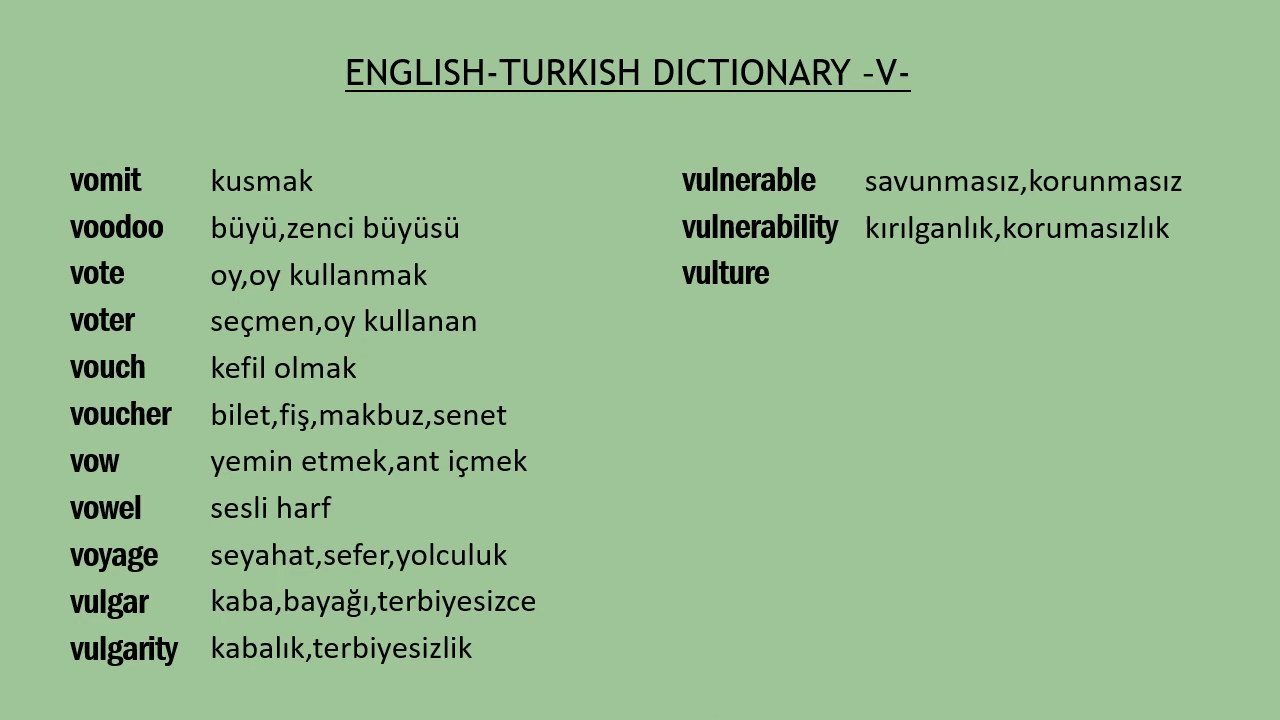 ENGLISH-TURKISH DICTIONARY –V-
vomit kusmak
voodoo büyü,zenci büyüsü
vote oy,oy kullanmak
voter seçmen,oy kullanan
vouch kefil olmak
voucher bilet,fiş,makbuz,senet
vow yemin etmek,ant içmek
vowel sesli harf
voyage seyahat,sefer,yolculuk
vulgar kaba,bayağı,terbiyesizce
vulgarity kabalık,terbiyesizlik
vulnerable savunmasız,korunmasız
vulnerability kırılganlık,korumasızlık
vulture